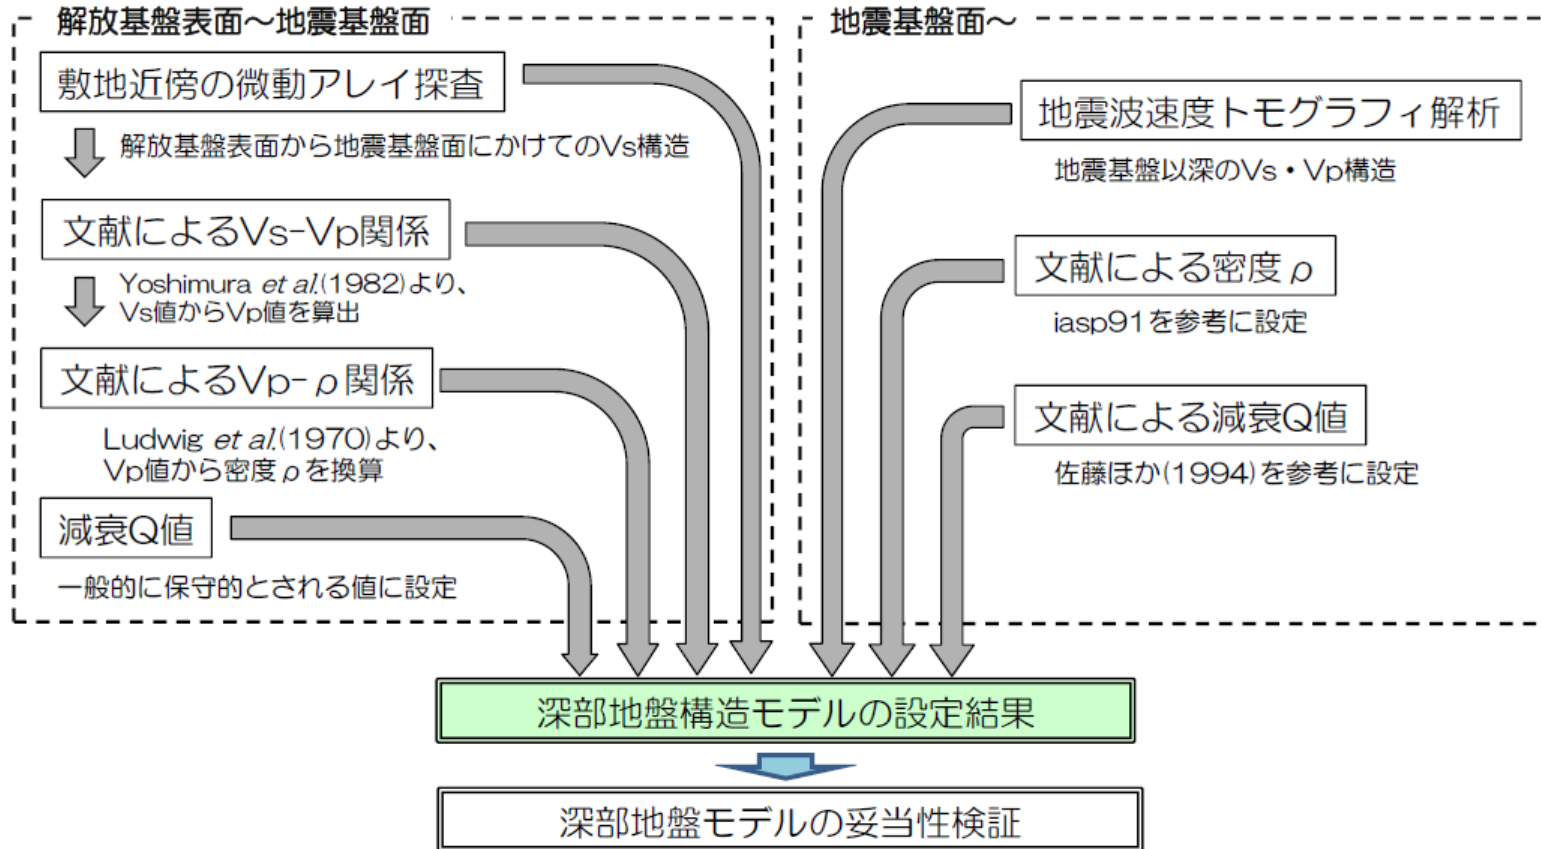 解放基盤表面～地震基盤面
敷地近傍の微動アレイ探査
解放基盤表面から地震基盤面にかけてのVs構造
文献によるVs-Vp関係
Yoshimura et al.(1982)より、
Vs値からVp値を算出
文献によるVp-ρ関係
Ludwig et al.(1970)より、
Vp値から密度ρを換算
減衰Q値
一般的に保守的とされる値に設定
地震基盤面～
地震波速度トモグラフィ解析
地震基盤以深のVs・Vp構造
文献による密度ρ
iasp91を参考に設定
文献による減衰Q値
佐藤ほか(1994)を参考に設定
深部地盤構造モデルの設定結果
深部地盤モデルの妥当性検証